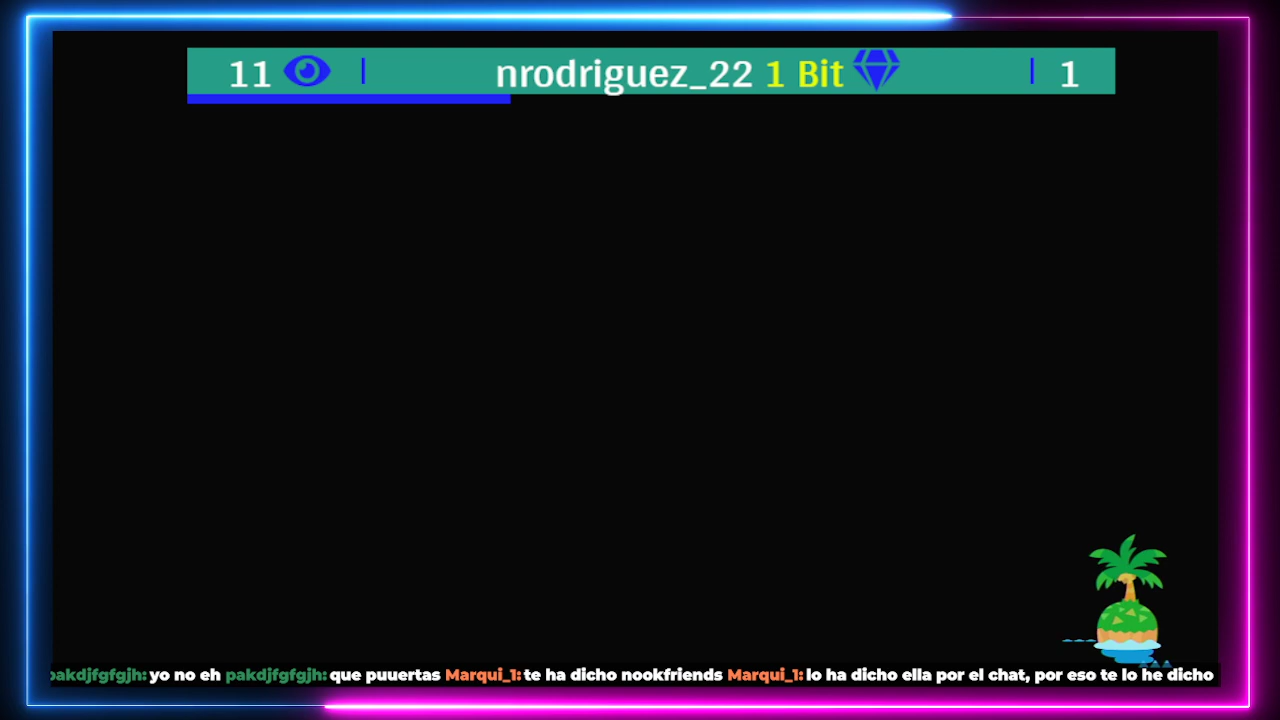 11 nrodriguez_22 1 Bit 1
pakdjfgfgjh: yo no eh pakdjfgfgjh: que puuertas Marqui_1: te ha dicho nookfriends Marqui_1: lo ha dicho ella por el chat, por eso te lo he dicho